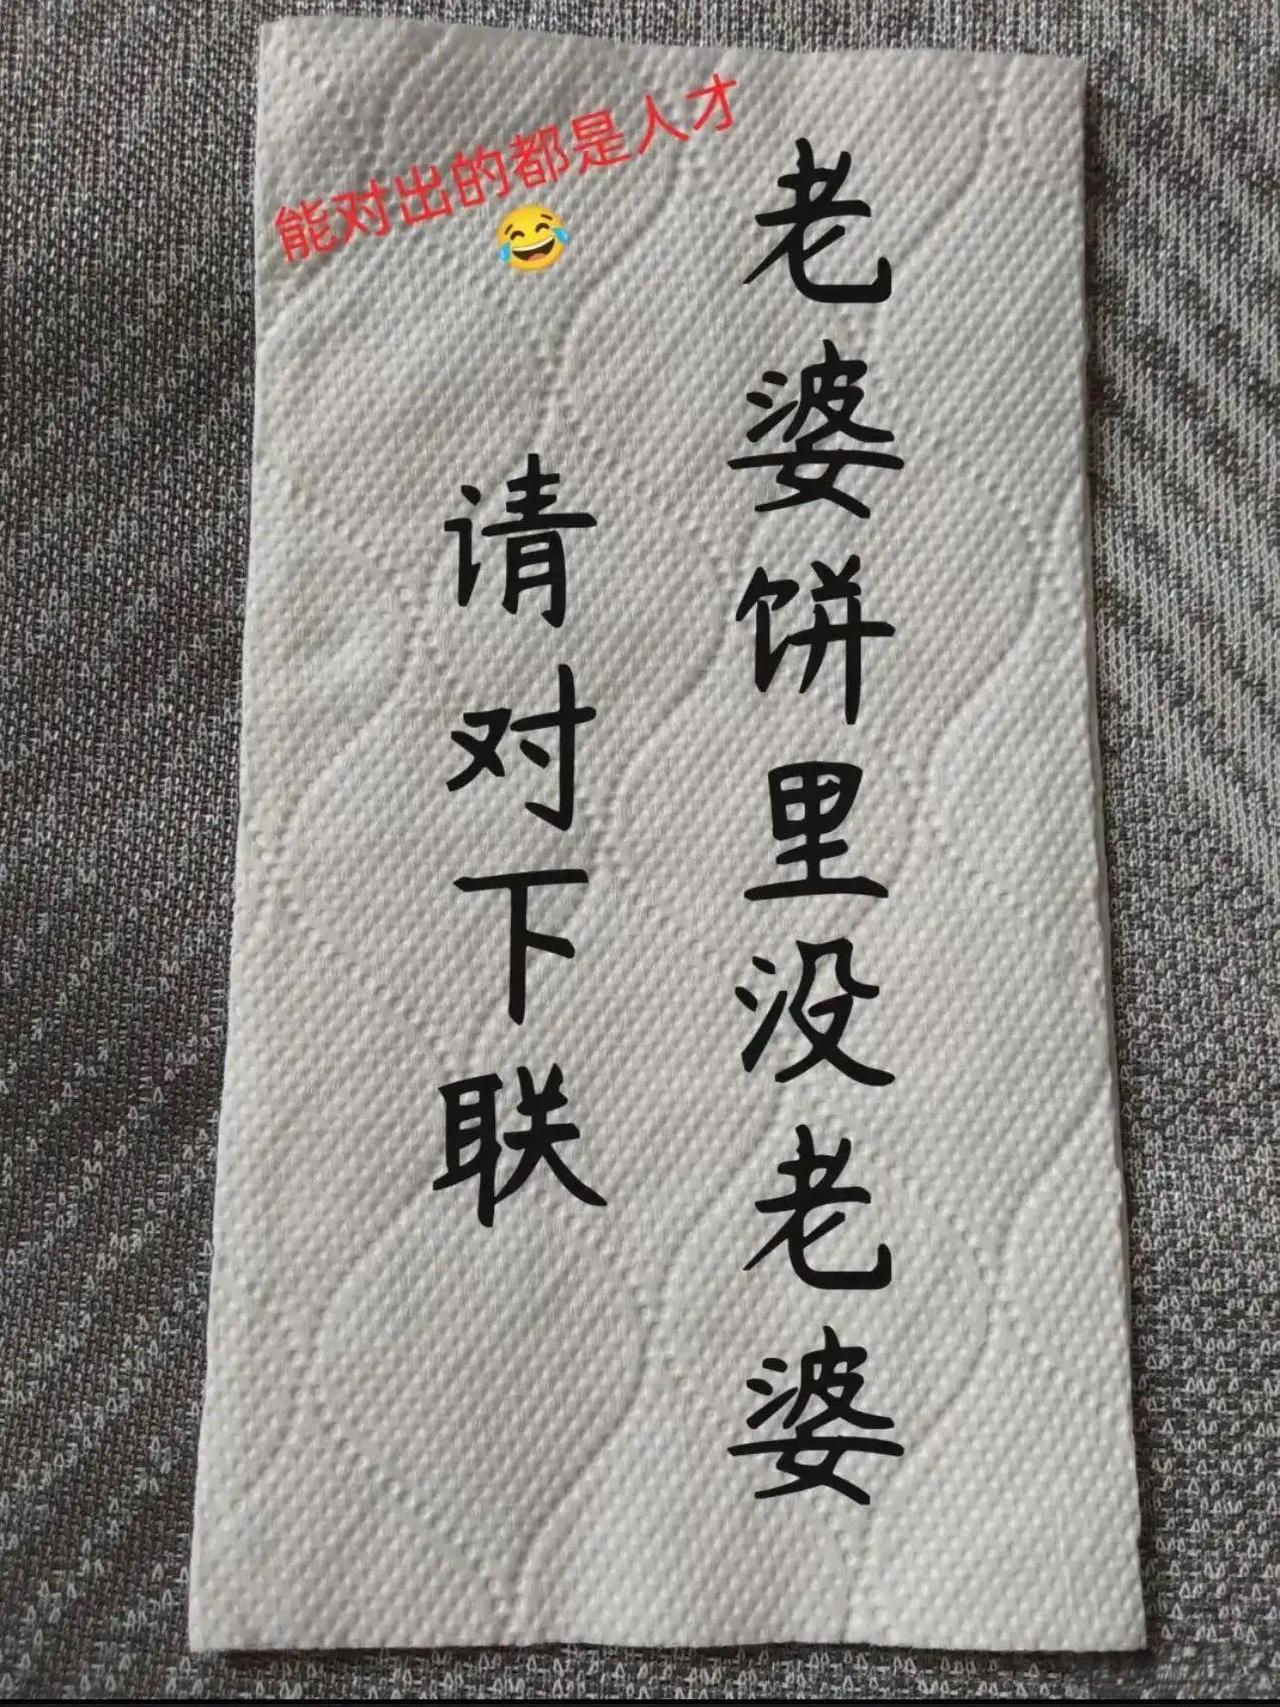 能对出的都是人才
老婆饼里没老婆
请对下联